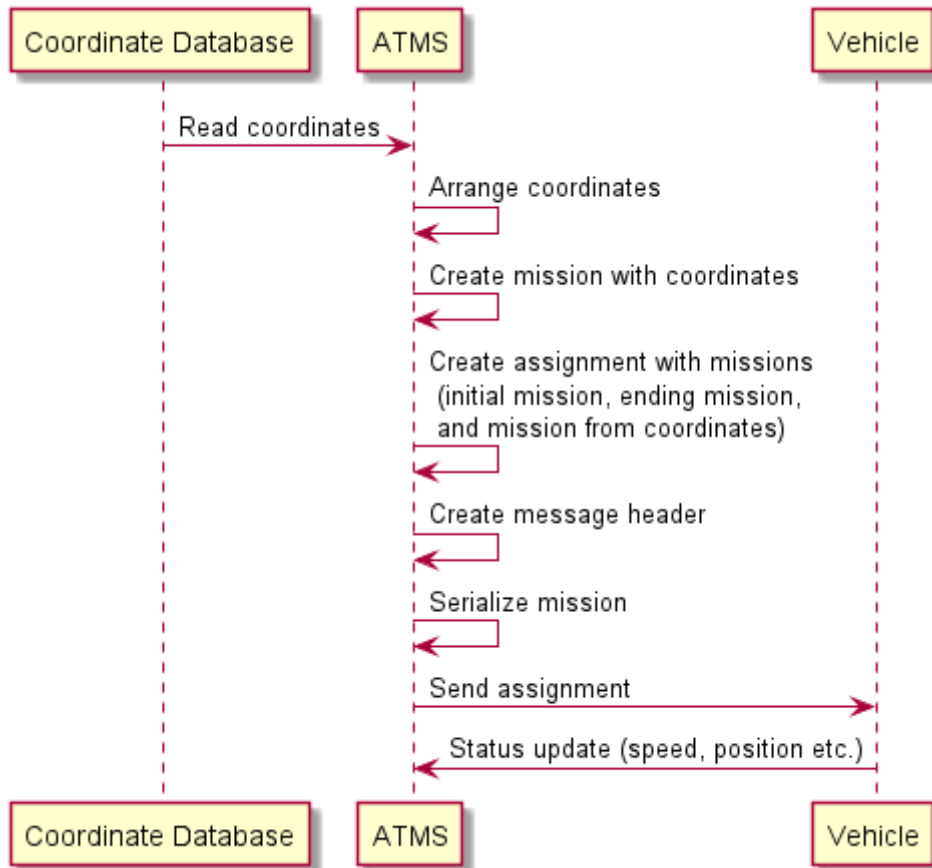 Coordinate Database
ATMS
Vehicle
Read coordinates
Arrange coordinates
Create mission with coordinates
Create assignment with missions
(initial mission, ending mission,
and mission from coordinates)
Create message header
Serialize mission
Send assignment
Status update (speed, position etc.)
Coordinate Database
ATMS
Vehicle